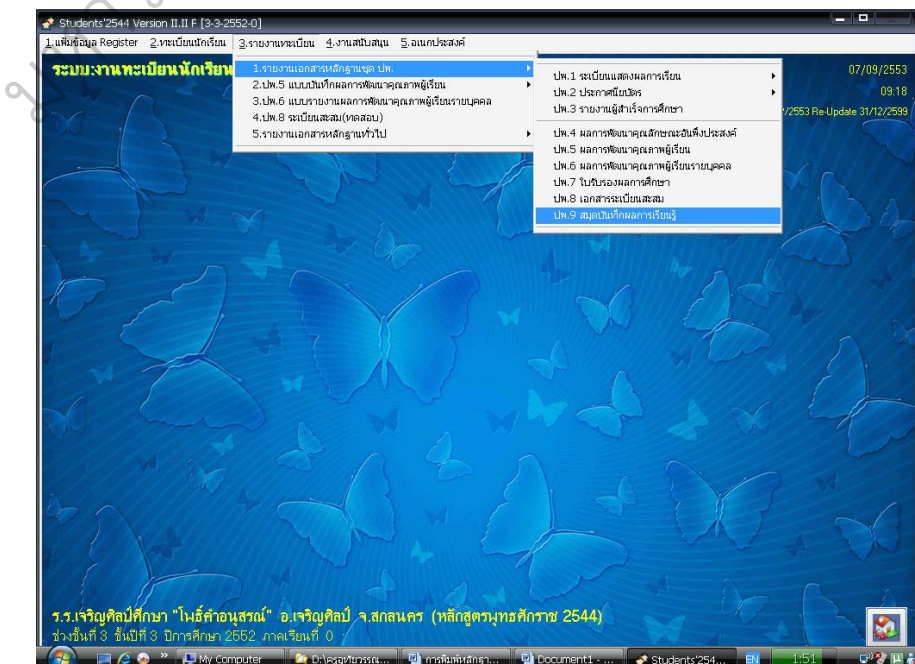 Students'2544 Version II.II F [3-3-2552-0]
1.แฟ้มข้อมูล Register 2.ทะเบียนนักเรียน 3.รายงานทะเบียน 4.งานสนับสนุน 5.อเนกประสงค์
ระบบ:งานทะเบียนนักเรียน
07/09/2553
09:18
/2553 Re-Update 31/12/2599
1.รายงานเอกสารหลักฐานชุด ปพ.
2.ปพ.5 แบบบันทึกผลการพัฒนาคุณภาพผู้เรียน
3.ปพ.6 แบบรายงานผลการพัฒนาคุณภาพผู้เรียนรายบุคคล
4.ปพ.8 ระเบียนสะสม(ทดสอบ)
5.รายงานเอกสารหลักฐานทั่วไป
ปพ.1 ระเบียนแสดงผลการเรียน
ปพ.2 ประกาศนียบัตร
ปพ.3 รายงานผู้สำเร็จการศึกษา
ปพ.4 ผลการพัฒนาคุณลักษณะอันพึงประสงค์
ปพ.5 ผลการพัฒนาคุณภาพผู้เรียน
ปพ.6 ผลการพัฒนาคุณภาพผู้เรียนรายบุคคล
ปพ.7 ใบรับรองผลการศึกษา
ปพ.8 เอกสารระเบียนสะสม
ปพ.9 สมุดบันทึกผลการเรียนรู้
ร.ร.เจริญศิลป์ศึกษา "โพธิ์คำอนุสรณ์" อ.เจริญศิลป์ จ.สกลนคร (หลักสูตรพุทธศักราช 2544)
ช่วงชั้นที่ 3 ชั้นปีที่ 3 ปีการศึกษา 2552 ภาคเรียนที่ 0
My Computer D:\ครูอุทัยวรรณ... การพิมพ์หลักฐา... Document1 - ... Students'254... EN 1:51